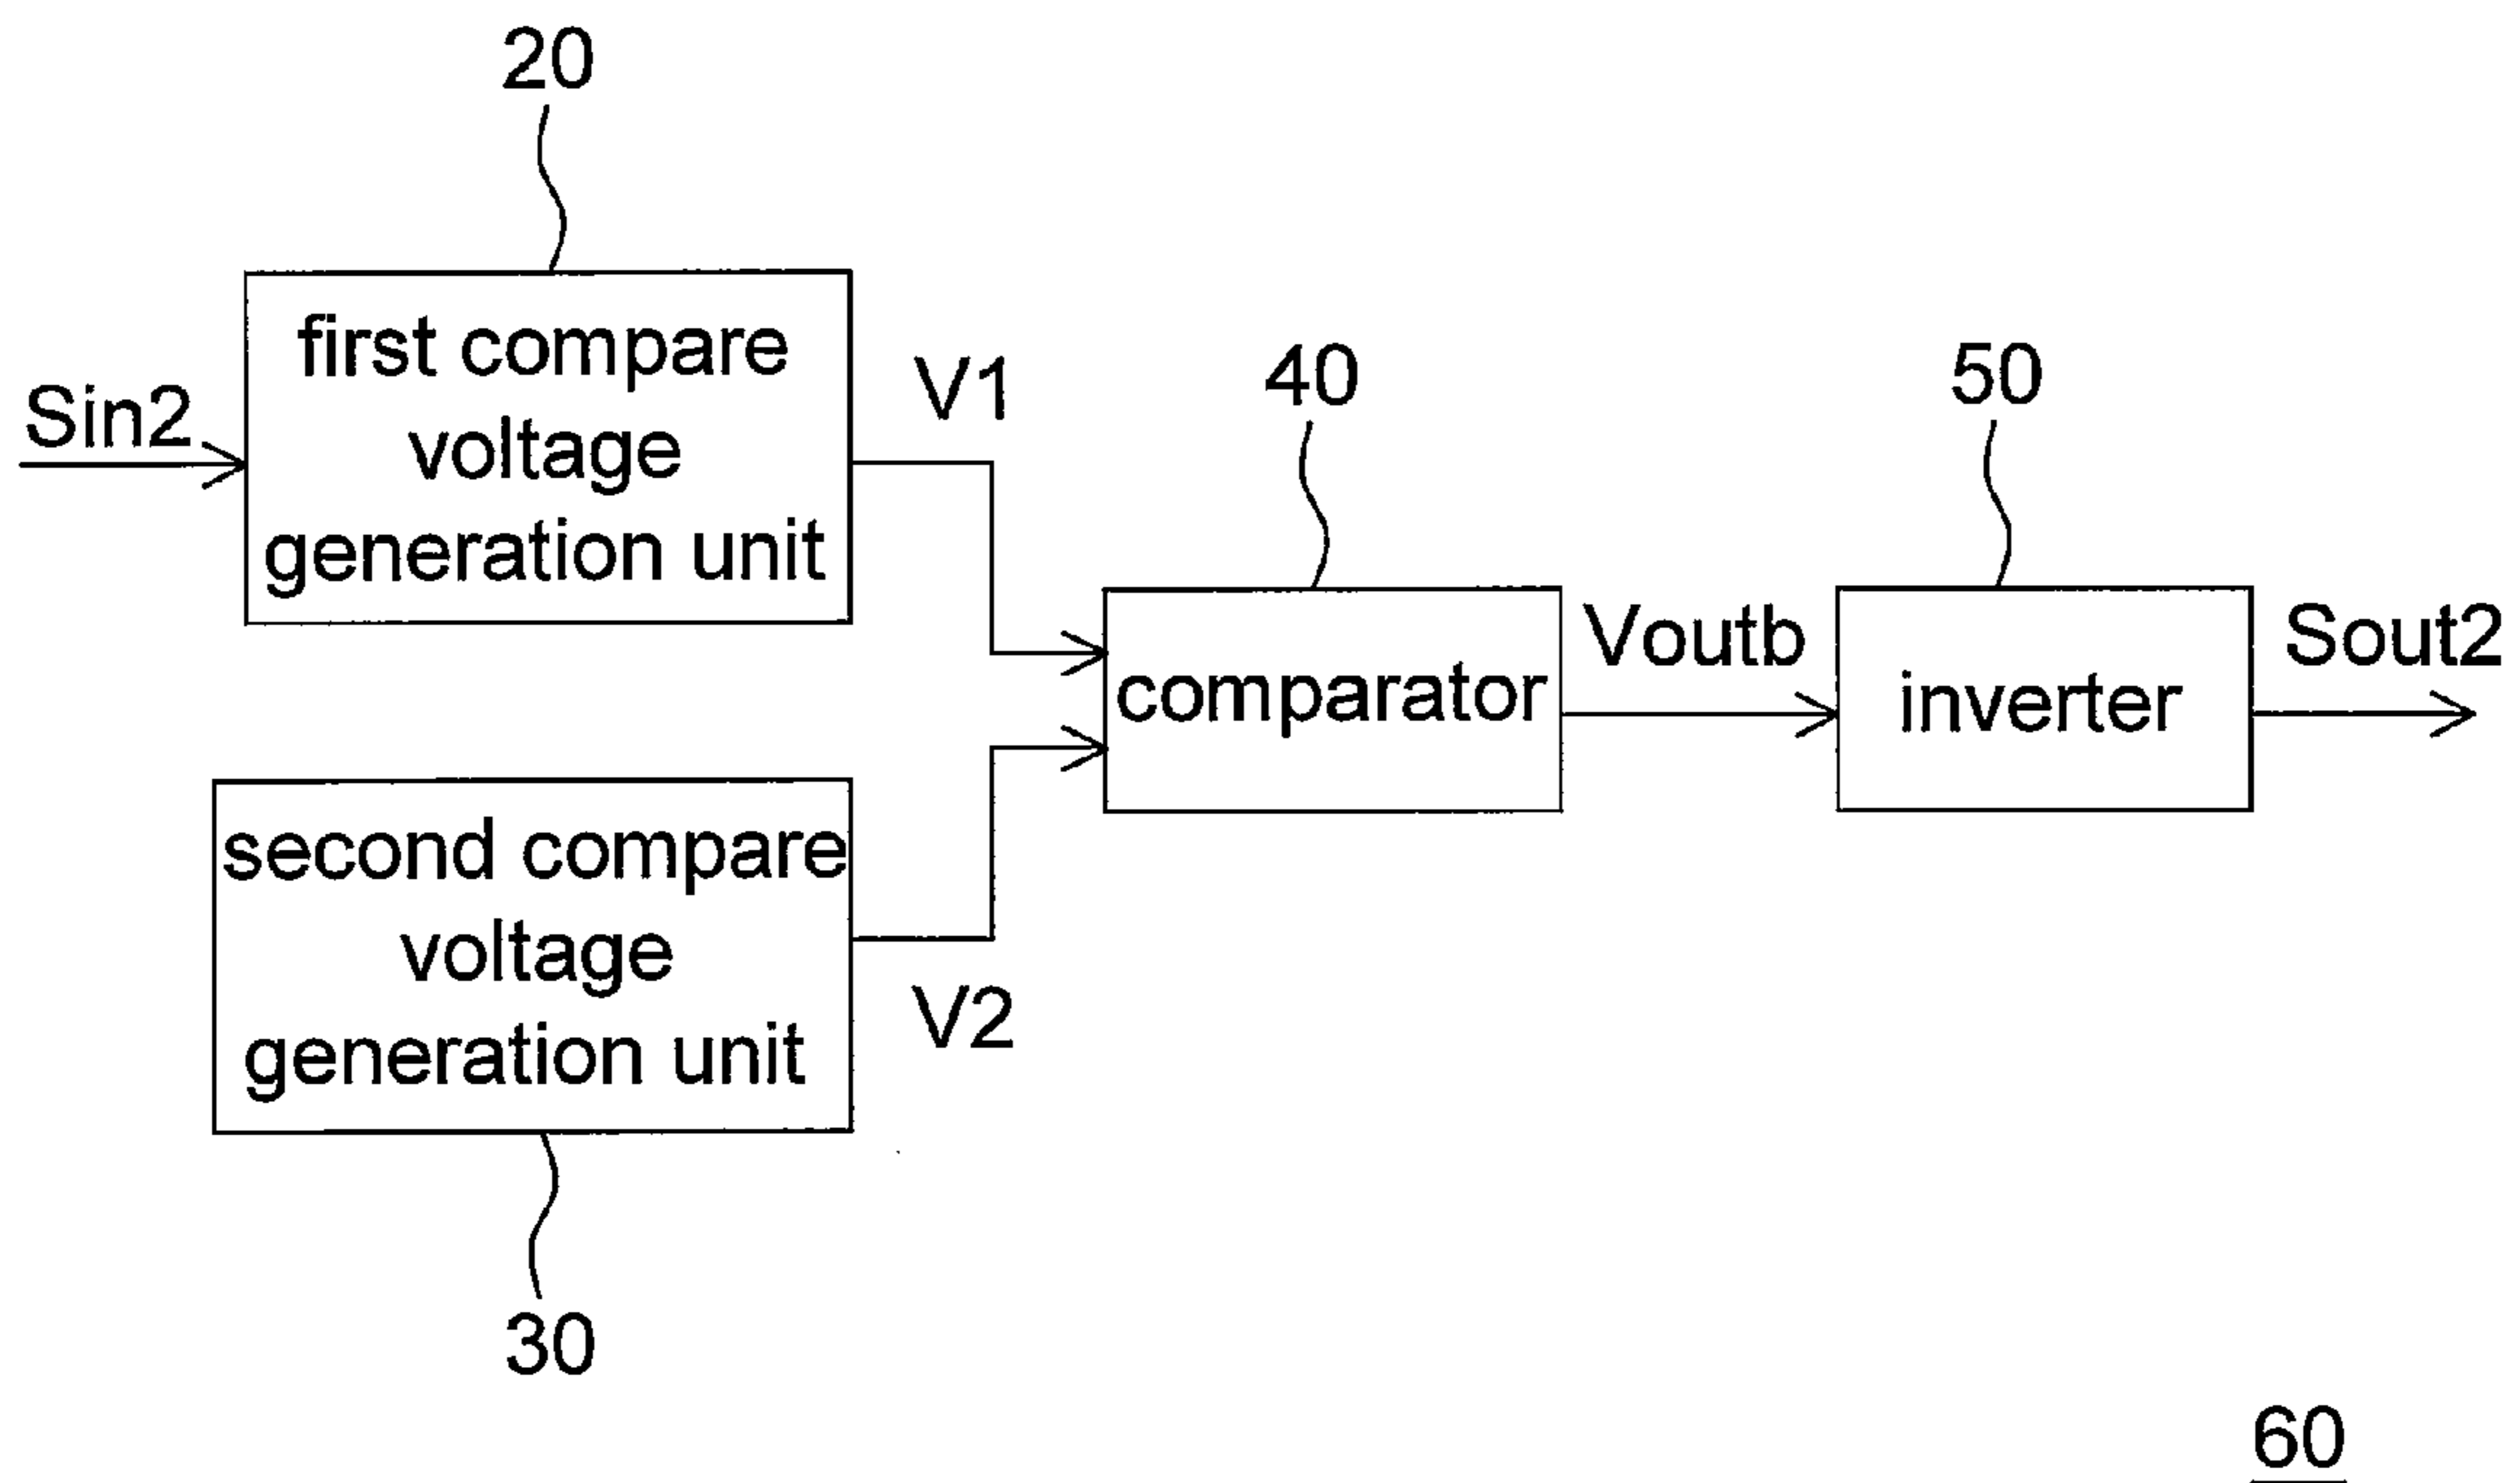 20
first compare
voltage
generation unit
Sin2
V1
40
50
comparator
Voutb
inverter
Sout2
second compare
voltage
generation unit
V2
30
60